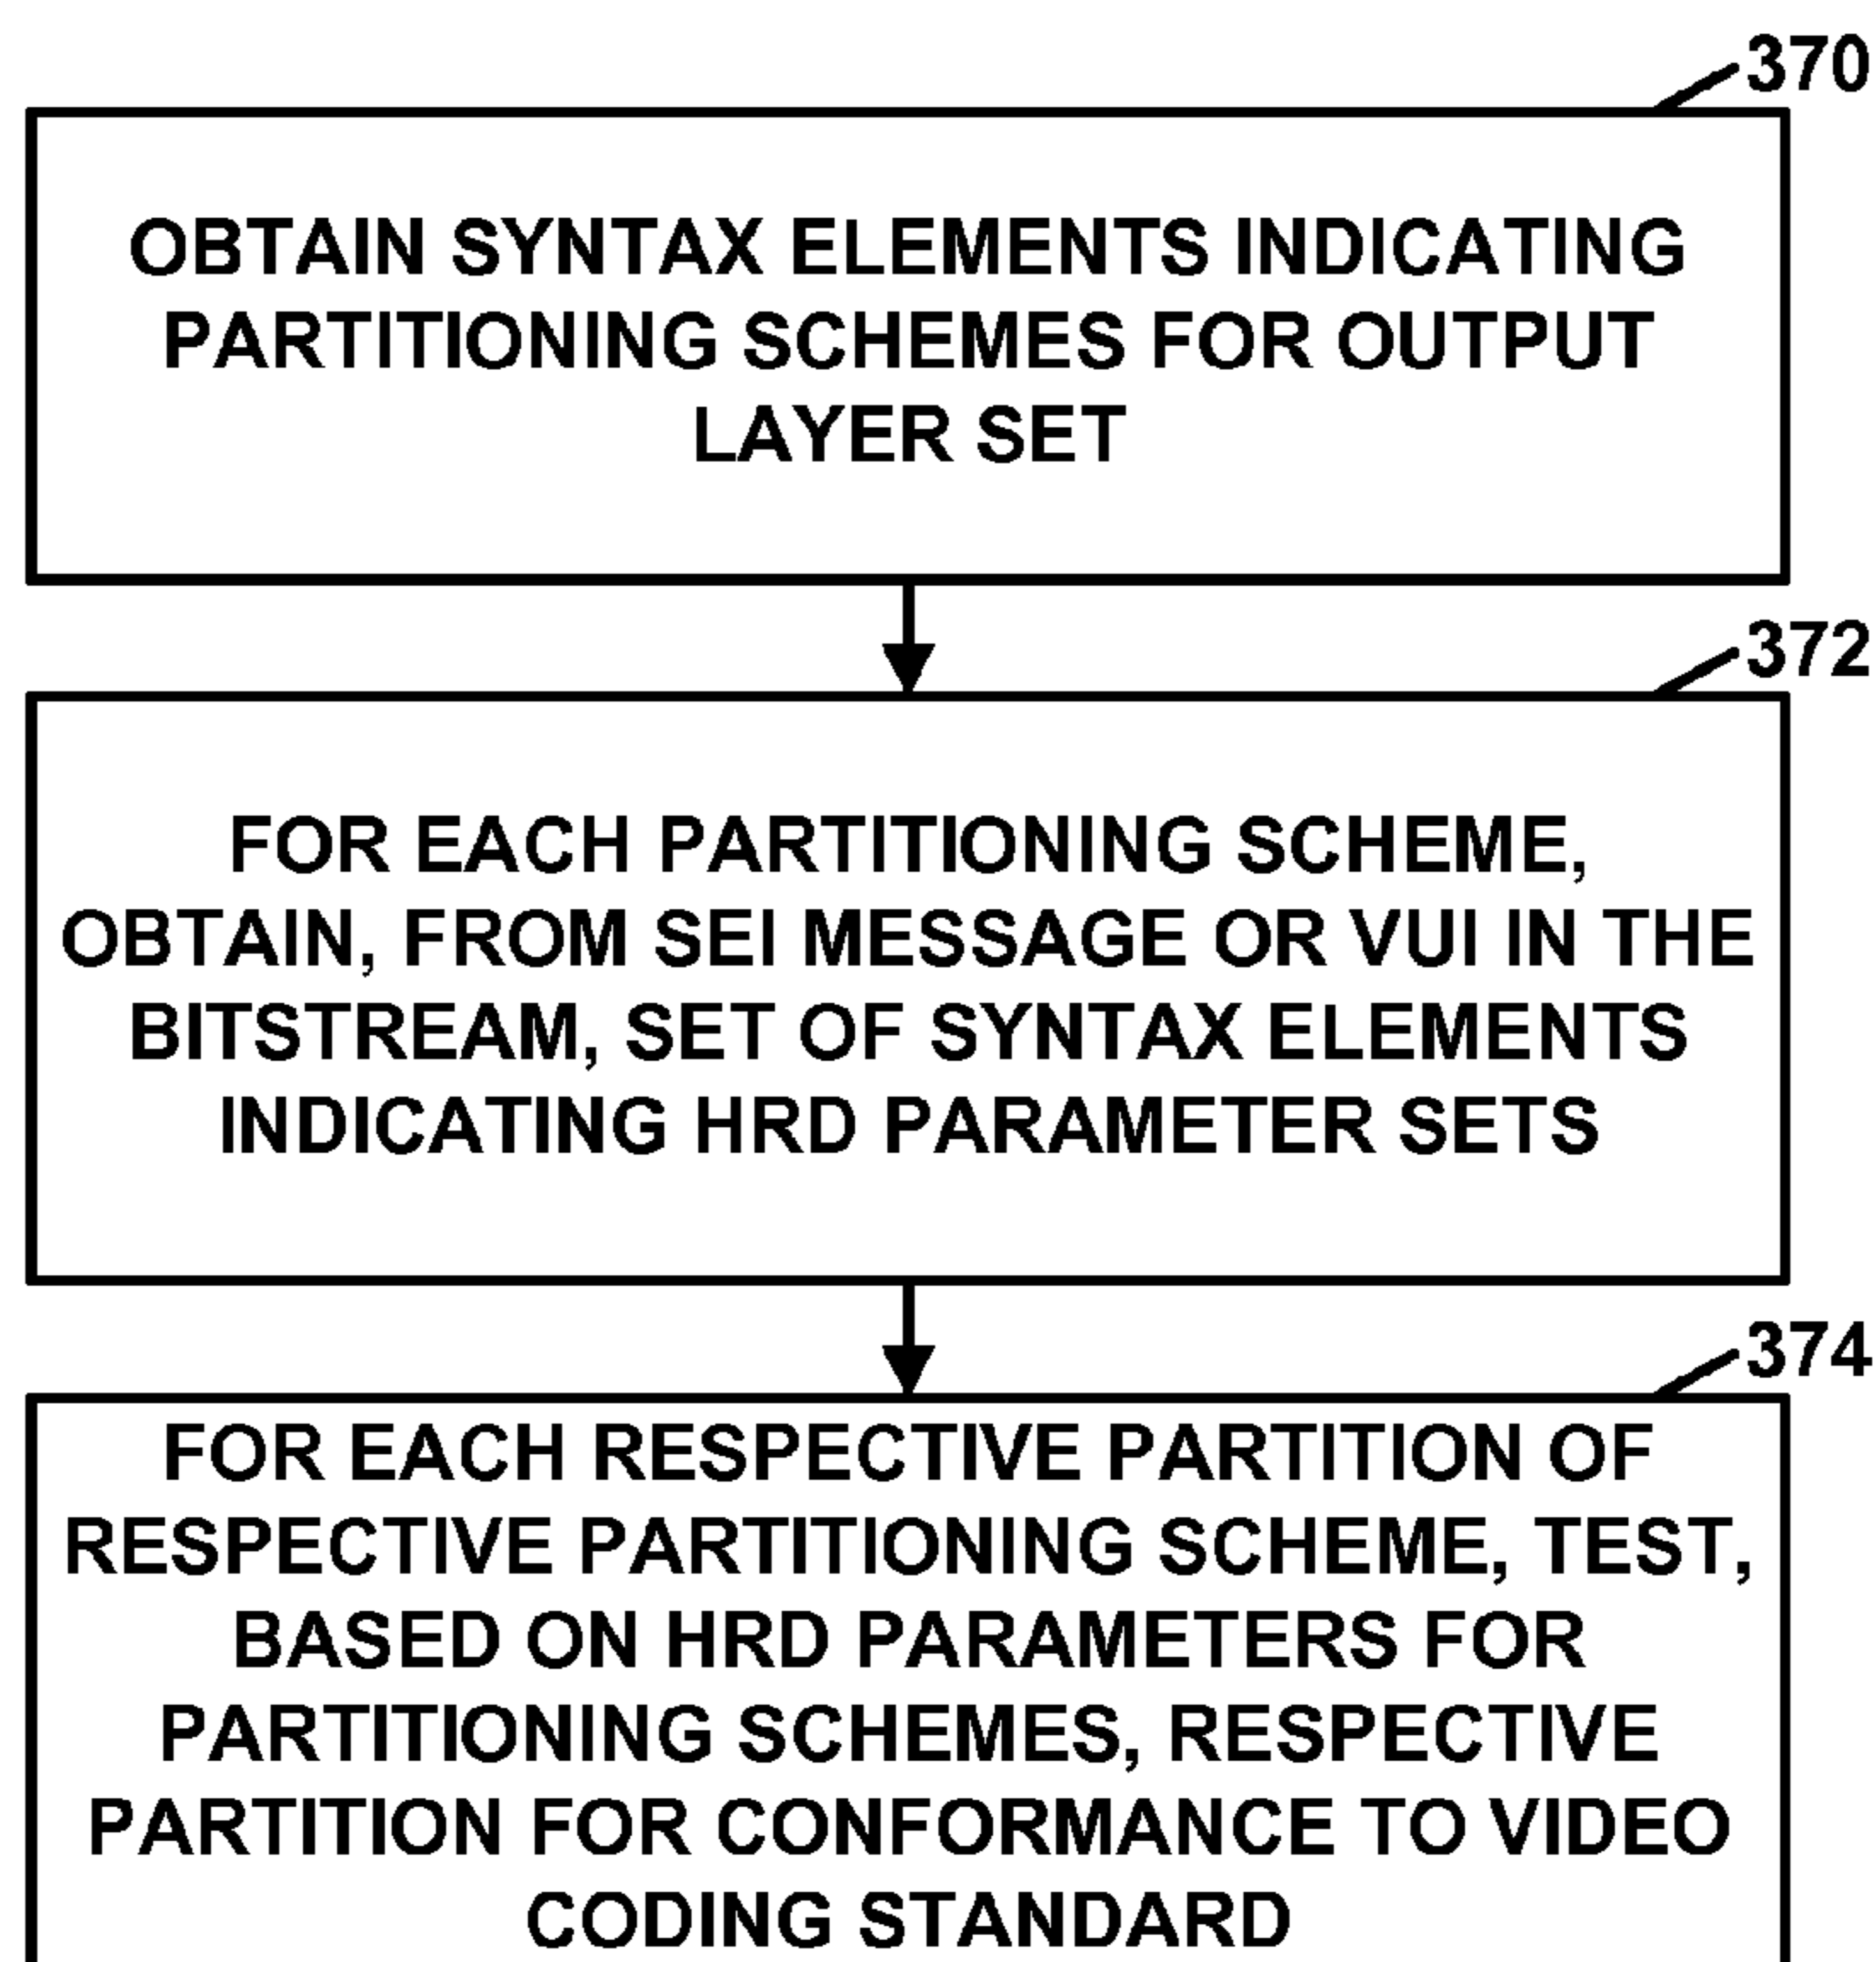 370
OBTAIN SYNTAX ELEMENTS INDICATING
PARTITIONING SCHEMES FOR OUTPUT
LAYER SET
372
FOR EACH PARTITIONING SCHEME,
OBTAIN, FROM SEI MESSAGE OR VUI IN THE
BITSTREAM, SET OF SYNTAX ELEMENTS
INDICATING HRD PARAMETER SETS
374
FOR EACH RESPECTIVE PARTITION OF
RESPECTIVE PARTITIONING SCHEME, TEST,
BASED ON HRD PARAMETERS FOR
PARTITIONING SCHEMES, RESPECTIVE
PARTITION FOR CONFORMANCE TO VIDEO
CODING STANDARD